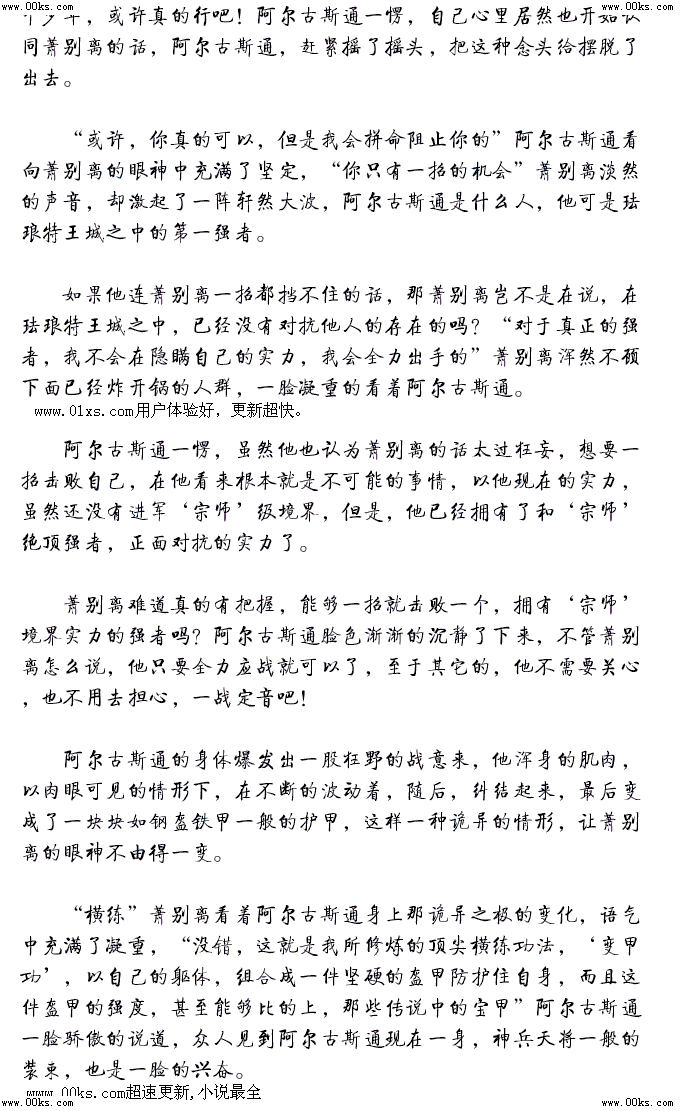 www.00ks.com www.00ks.com
个少年，或许真的行吧！阿尔古斯通一愣，自己心里居然也开始认
同萧别离的话，阿尔古斯通，赶紧摇了摇头，把这种念头给摆脱了
出去。
“或许，你真的可以，但是我会拼命阻止你的”阿尔古斯通看
向萧别离的眼神中充满了坚定，“你只有一招的机会”萧别离淡然
的声音，却激起了一阵轩然大波，阿尔古斯通是什么人，他可是珐
琅特王城之中的第一强者。
如果他连萧别离一招都挡不住的话，那萧别离岂不是在说，在
珐琅特王城之中，已经没有对抗他人的存在的吗？“对于真正的强
者，我不会在隐瞒自己的实力，我会全力出手的”萧别离浑然不顾
下面已经炸开锅的人群，一脸凝重的看着阿尔古斯通。
www.01xs.com用户体验好，更新超快。
阿尔古斯通一愣，虽然他也认为萧别离的话太过狂妄，想要一
招击败自己，在他看来根本就是不可能的事情，以他现在的实力，
虽然还没有进军‘宗师’级境界，但是，他已经拥有了和‘宗师’
绝顶强者，正面对抗的实力了。
萧别离难道真的有把握，能够一招就击败一个，拥有‘宗师’
境界实力的强者吗？阿尔古斯通脸色渐渐的沉静了下来，不管萧别
离怎么说，他只要全力应战就可以了，至于其它的，他不需要关心
，也不用去担心，一战定音吧！
阿尔古斯通的身体爆发出一股狂野的战意来，他浑身的肌肉，
以肉眼可见的情形下，在不断的波动着，随后，纠结起来，最后变
成了一块块如钢盔铁甲一般的护甲，这样一种诡异的情形，让萧别
离的眼神不由得一变。
“横练”萧别离看着阿尔古斯通身上那诡异之极的变化，语气
中充满了凝重，“没错，这就是我所修炼的顶尖横练功法，‘变甲
功’，以自己的躯体，组合成一件坚硬的盔甲防护住自身，而且这
件盔甲的强度，甚至能够比的上，那些传说中的宝甲”阿尔古斯通
一脸骄傲的说道，众人见到阿尔古斯通现在一身，神兵天将一般的
装束，也是一脸的兴奋。
www.00ks.com超速更新,小说最全
www.00ks.com www.00ks.com